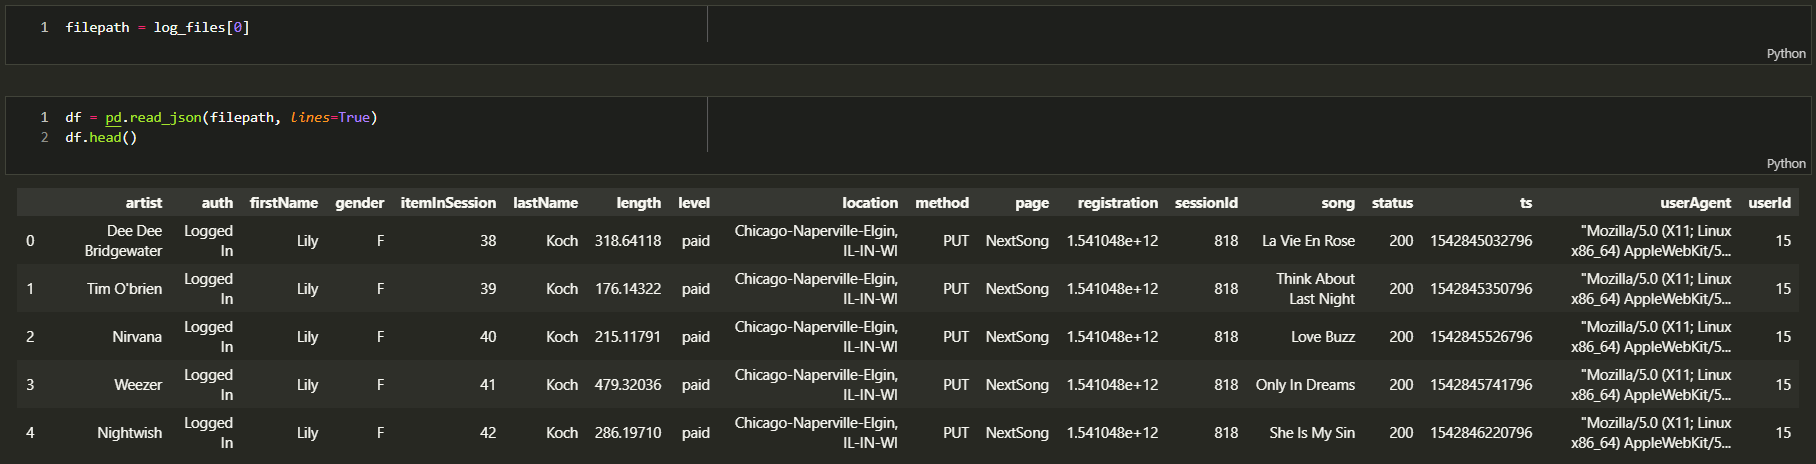 1 filepath = log_files[0]
Python
1 df = pd.read_json(filepath, lines=True)
2 df.head()
Python
artist auth firstName gender itemInSession lastName length level location method page registration sessionId song status ts userAgent userId
0 Dee Dee Bridgewater Logged In Lily F 38 Koch 318.64118 paid Chicago-Naperville-Elgin, IL-IN-WI PUT NextSong 1.541048e+12 818 La Vie En Rose 200 1542845032796 "Mozilla/5.0 (X11; Linux x86_64) AppleWebKit/5... 15
1 Tim O'brien Logged In Lily F 39 Koch 176.14322 paid Chicago-Naperville-Elgin, IL-IN-WI PUT NextSong 1.541048e+12 818 Think About Last Night 200 1542845350796 "Mozilla/5.0 (X11; Linux x86_64) AppleWebKit/5... 15
2 Nirvana Logged In Lily F 40 Koch 215.11791 paid Chicago-Naperville-Elgin, IL-IN-WI PUT NextSong 1.541048e+12 818 Love Buzz 200 1542845526796 "Mozilla/5.0 (X11; Linux x86_64) AppleWebKit/5... 15
3 Weezer Logged In Lily F 41 Koch 479.32036 paid Chicago-Naperville-Elgin, IL-IN-WI PUT NextSong 1.541048e+12 818 Only In Dreams 200 1542845741796 "Mozilla/5.0 (X11; Linux x86_64) AppleWebKit/5... 15
4 Nightwish Logged In Lily F 42 Koch 286.19710 paid Chicago-Naperville-Elgin, IL-IN-WI PUT NextSong 1.541048e+12 818 She Is My Sin 200 1542846220796 "Mozilla/5.0 (X11; Linux x86_64) AppleWebKit/5... 15